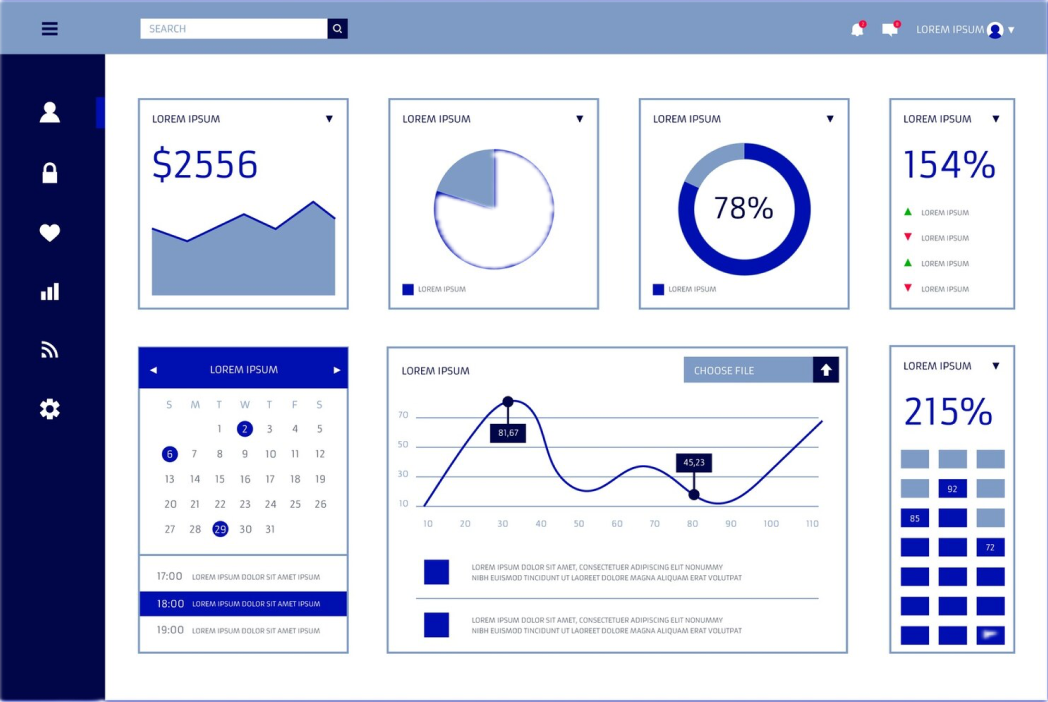 SEARCH
LOREM IPSUM
LOREM IPSUM
$2556
LOREM IPSUM
LOREM IPSUM
LOREM IPSUM
78%
LOREM IPSUM
LOREM IPSUM
154%
LOREM IPSUM
LOREM IPSUM
LOREM IPSUM
LOREM IPSUM
LOREM IPSUM
S M T W T F S
1 2 3 4 5
6 7 8 9 10 11 12
13 14 15 16 17 18 19
20 21 22 23 24 25 26
27 28 29 30 31
17:00 LOREM IPSUM DOLOR SIT AMET IPSUM
18:00 LOREM IPSUM DOLOR SIT AMET IPSUM
19:00 LOREM IPSUM DOLOR SIT AMET IPSUM
LOREM IPSUM
CHOOSE FILE
70
50
30
10
81,67
45,23
10 20 30 40 50 60 70 80 90 100 110
LOREM IPSUM DOLOR SIT AMET, CONSECTETUER ADIPISCING ELIT NONUMMY
NIBH EUISMOD TINCIDUNT UT LAOREET DOLORE MAGNA ALIQUAM ERAT VOLUTPAT
LOREM IPSUM DOLOR SIT AMET, CONSECTETUER ADIPISCING ELIT NONUMMY
NIBH EUISMOD TINCIDUNT UT LAOREET DOLORE MAGNA ALIQUAM ERAT VOLUTPAT
LOREM IPSUM
215%
92
85
72